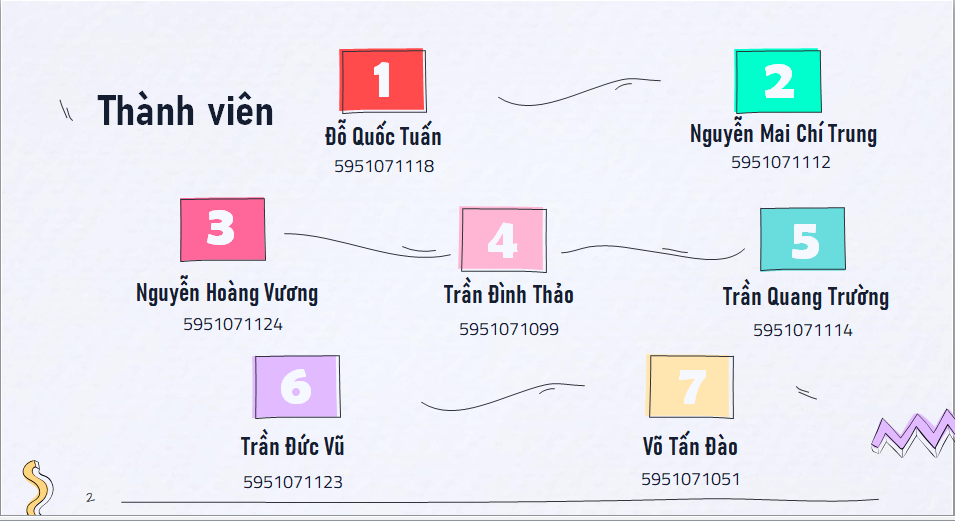 Thành viên
1
Đỗ Quốc Tuấn
5951071118
2
Nguyễn Mai Chí Trung
5951071112
3
Nguyễn Hoàng Vương
5951071124
4
Trần Đình Thảo
5951071099
5
Trần Quang Trường
5951071114
6
Trần Đức Vũ
5951071123
7
Võ Tấn Đào
5951071051
2